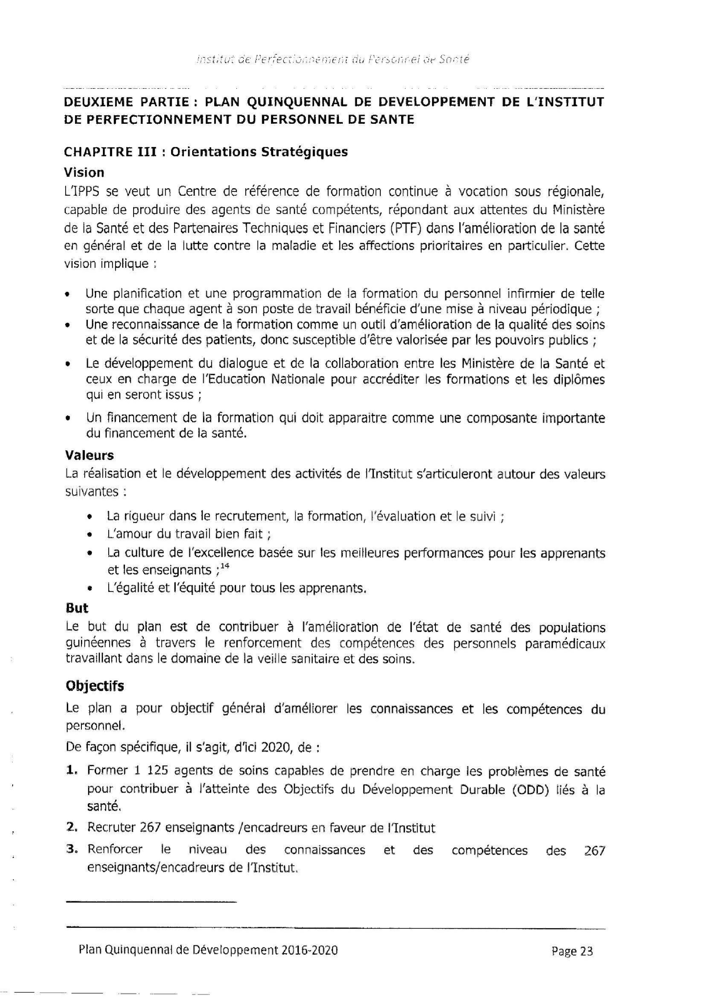 Institut de Perfectionnement du Personnel de Santé
DEUXIEME PARTIE : PLAN QUINQUENNAL DE DEVELOPPEMENT DE L'INSTITUT
DE PERFECTIONNEMENT DU PERSONNEL DE SANTE
CHAPITRE III : Orientations Stratégiques
Vision
L'IPPS se veut un Centre de référence de formation continue à vocation sous régionale,
capable de produire des agents de santé compétents, répondant aux attentes du Ministère
de la Santé et des Partenaires Techniques et Financiers (PTF) dans l'amélioration de la santé
en général et de la lutte contre la maladie et les affections prioritaires en particulier. Cette
vision implique :
• Une planification et une programmation de la formation du personnel infirmier de telle
sorte que chaque agent à son poste de travail bénéficie d'une mise à niveau périodique ;
• Une reconnaissance de la formation comme un outil d'amélioration de la qualité des soins
et de la sécurité des patients, donc susceptible d'être valorisée par les pouvoirs publics ;
• Le développement du dialogue et de la collaboration entre les Ministère de la Santé et
ceux en charge de l'Education Nationale pour accréditer les formations et les diplômes
qui en seront issus ;
• Un financement de la formation qui doit apparaitre comme une composante importante
du financement de la santé.
Valeurs
La réalisation et le développement des activités de l'Institut s'articuleront autour des valeurs
suivantes :
• La rigueur dans le recrutement, la formation, l'évaluation et le suivi ;
• L'amour du travail bien fait ;
• La culture de l'excellence basée sur les meilleures performances pour les apprenants
et les enseignants ;14
• L'égalité et l'équité pour tous les apprenants.
But
Le but du plan est de contribuer à l'amélioration de l'état de santé des populations
guinéennes à travers le renforcement des compétences des personnels paramédicaux
travaillant dans le domaine de la veille sanitaire et des soins.
Objectifs
Le plan a pour objectif général d'améliorer les connaissances et les compétences du
personnel.
De façon spécifique, il s'agit, d'ici 2020, de :
1. Former 1 125 agents de soins capables de prendre en charge les problèmes de santé
pour contribuer à l'atteinte des Objectifs du Développement Durable (ODD) liés à la
santé.
2. Recruter 267 enseignants /encadreurs en faveur de l'Institut
3. Renforcer le niveau des connaissances et des compétences des 267
enseignants/encadreurs de l'Institut.
Plan Quinquennal de Développement 2016-2020 Page 23